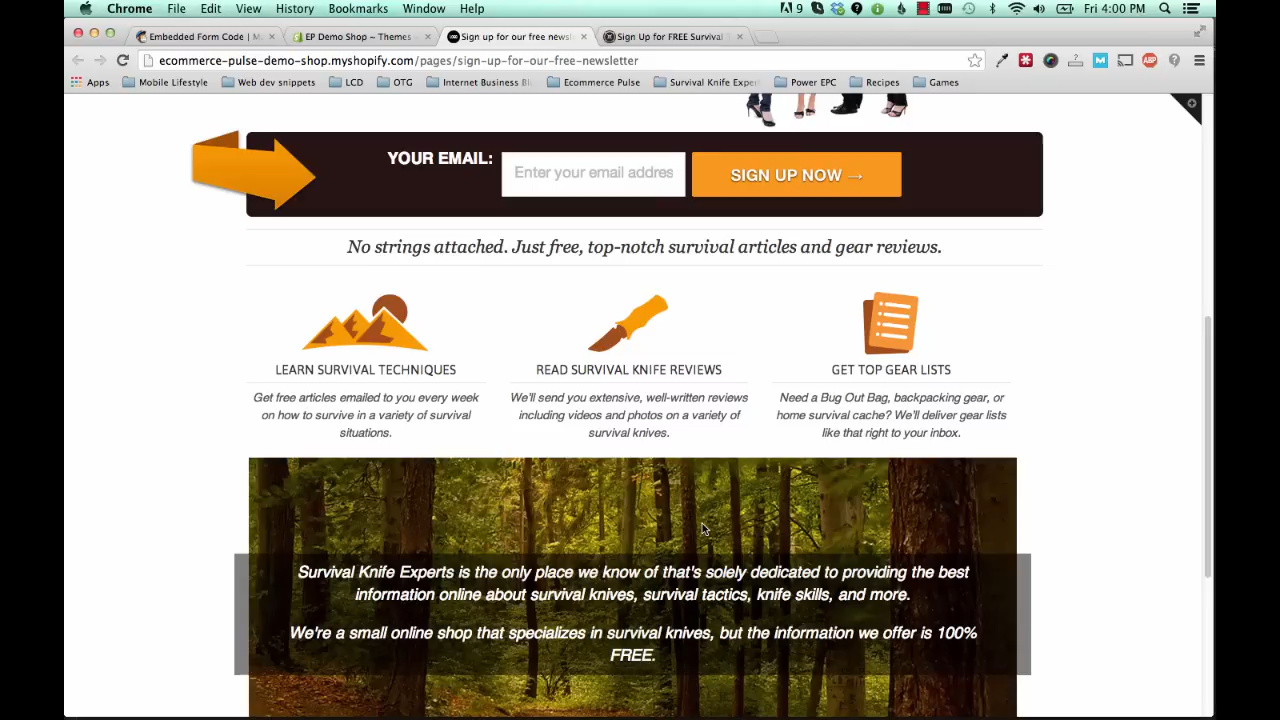 Chrome File Edit View History Bookmarks Window Help 9 Fri 4:00 PM
Embedded Form Code | Ma EP Demo Shop ~ Themes Sign up for our free newsl Sign Up for FREE Survival T
ecommerce-pulse-demo-shop.myshopify.com/pages/sign-up-for-our-free-newsletter
Apps Mobile Lifestyle Web dev snippets LCD OTG Internet Business Bl Ecommerce Pulse Survival Knife Exper Power EPC Recipes Games
YOUR EMAIL: Enter your email addres SIGN UP NOW →
No strings attached. Just free, top-notch survival articles and gear reviews.
LEARN SURVIVAL TECHNIQUES
Get free articles emailed to you every week
on how to survive in a variety of survival
situations.
READ SURVIVAL KNIFE REVIEWS
We'll send you extensive, well-written reviews
including videos and photos on a variety of
survival knives.
GET TOP GEAR LISTS
Need a Bug Out Bag, backpacking gear, or
home survival cache? We'll deliver gear lists
like that right to your inbox.
Survival Knife Experts is the only place we know of that's solely dedicated to providing the best
information online about survival knives, survival tactics, knife skills, and more.
We're a small online shop that specializes in survival knives, but the information we offer is 100%
FREE.